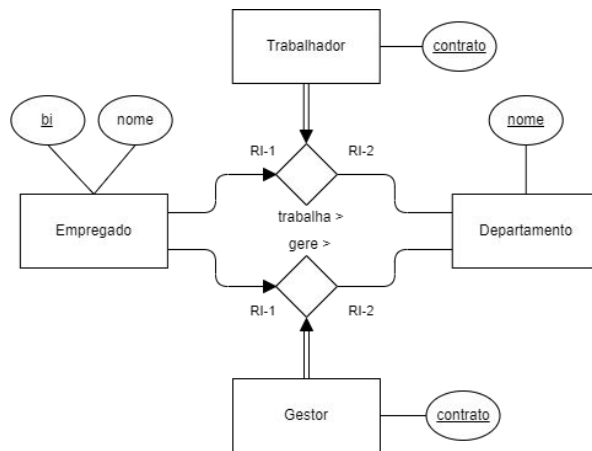 Trabalhador
contrato
bi
nome
nome
RI-1
RI-2
Empregado
trabalha >
Departamento
gere >
RI-1
RI-2
Gestor
contrato